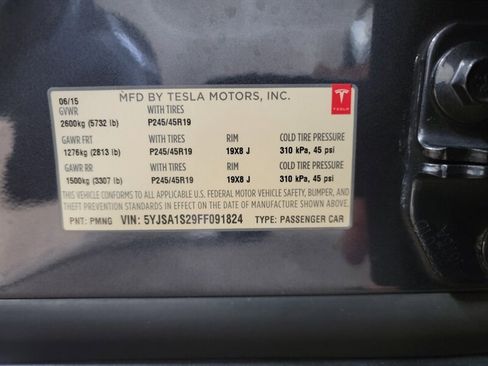 06/15 MFD BY TESLA MOTORS, INC.
GVWR WITH TIRES
2600kg (5732 lb) P245/45R19
GAWR FRT WITH TIRES RIM COLD TIRE PRESSURE
1276kg (2813 lb) P245/45R19 19X8 J 310 kPa, 45 psi
GAWR RR WITH TIRES RIM COLD TIRE PRESSURE
1500kg (3307 lb) P245/45R19 19X8 J 310 kPa, 45 psi
THIS VEHICLE CONFORMS TO ALL APPLICABLE U.S. FEDERAL MOTOR VEHICLE SAFETY, BUMPER, AND
THEFT PREVENTION STANDARDS IN EFFECT ON THE DATE OF MANUFACTURE SHOWN ABOVE.
PNT: PMNG VIN: 5YJSA1S29FF091824 TYPE: PASSENGER CAR
TESLA